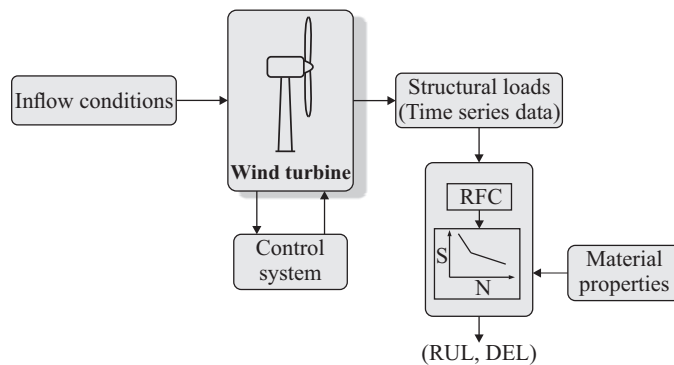 Inflow conditions
Wind turbine
Control
system
Structural loads
(Time series data)
RFC
S
N
Material
properties
(RUL, DEL)